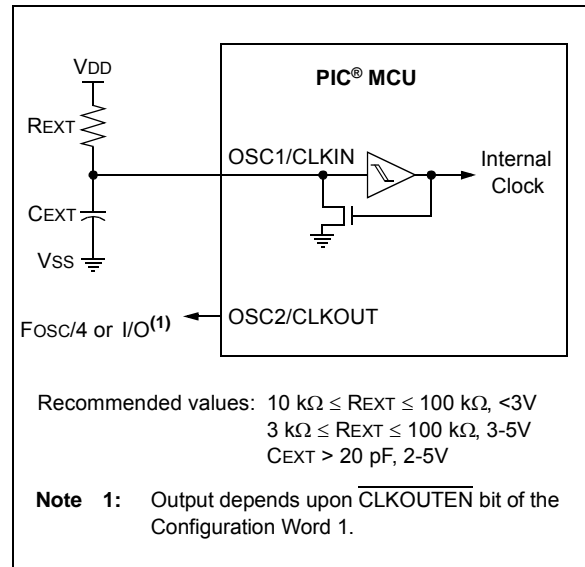 VDD
PIC® MCU
REXT
OSC1/CLKIN
Internal
Clock
CEXT
VSS
OSC2/CLKOUT
FOSC/4 or I/O(1)
Recommended values: 10 kΩ ≤ REXT ≤ 100 kΩ, <3V
3 kΩ ≤ REXT ≤ 100 kΩ, 3-5V
CEXT > 20 pF, 2-5V
Note 1: Output depends upon CLKOUTEN bit of the
Configuration Word 1.